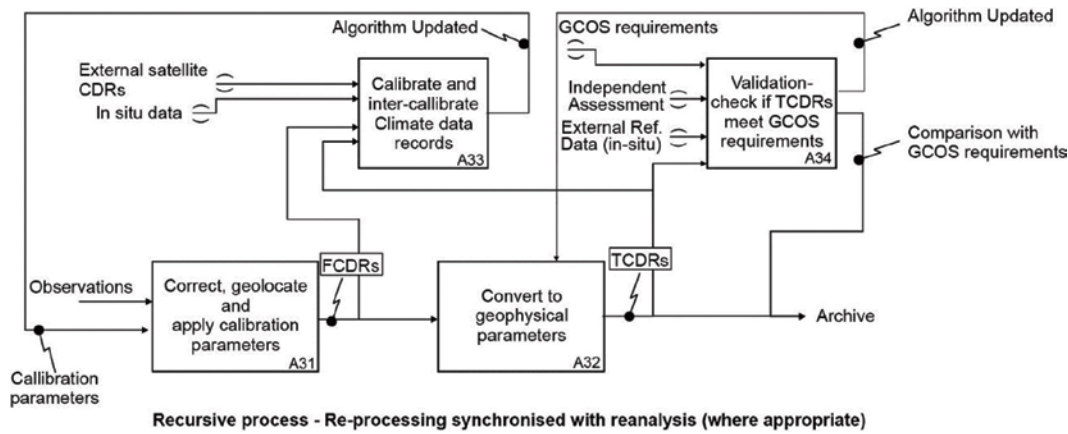 Algorithm Updated
GCOS requirements
Algorithm Updated
External satellite
CDRs
In situ data
Calibrate and
inter-callibrate
Climate data
records
A33
Independent
Assessment
External Ref.
Data (in-situ)
Validation-
check if TCDRs
meet GCOS
requirements
A34
Comparison with
GCOS requirements
Observations
Correct, geolocate
and
apply calibration
parameters
A31
FCDRs
Convert to
geophysical
parameters
A32
TCDRs
Archive
Callibration
parameters
Recursive process - Re-processing synchronised with reanalysis (where appropriate)